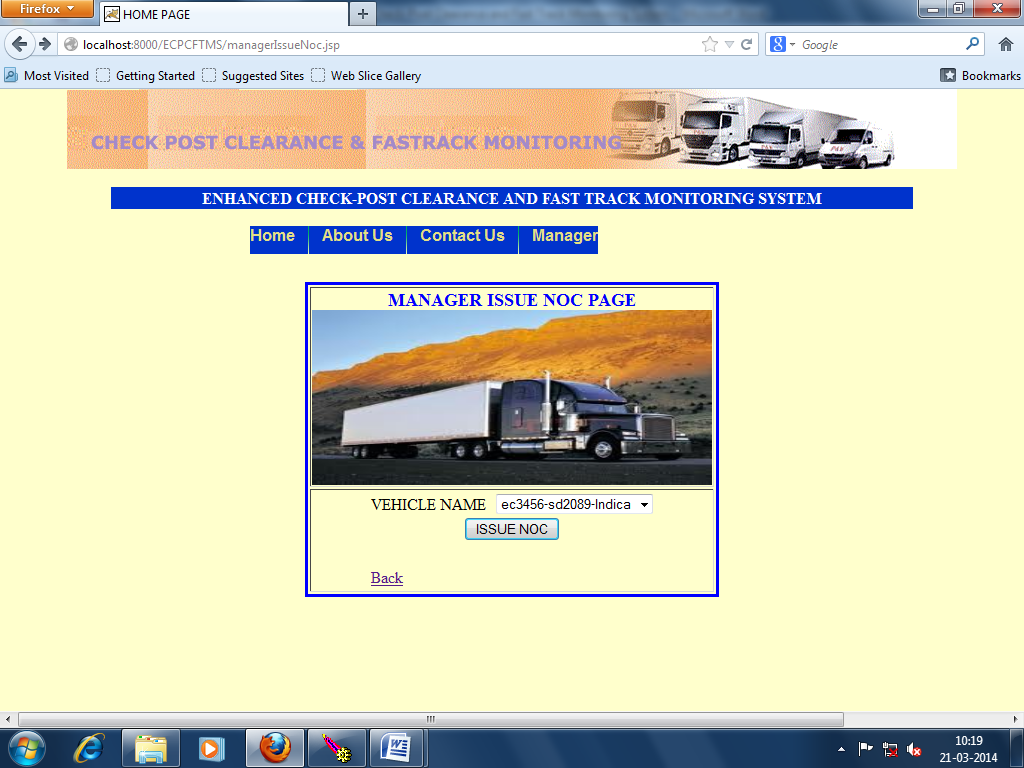 Firefox
HOME PAGE
localhost:8000/ECPCFTMS/managerIssueNoc.jsp
Google
Most Visited
Getting Started
Suggested Sites
Web Slice Gallery
Bookmarks
CHECK POST CLEARANCE & FASTRACK MONITORING
ENHANCED CHECK-POST CLEARANCE AND FAST TRACK MONITORING SYSTEM
Home
About Us
Contact Us
Manager
MANAGER ISSUE NOC PAGE
VEHICLE NAME ec3456-sd2089-Indica
ISSUE NOC
Back
10:19
21-03-2014